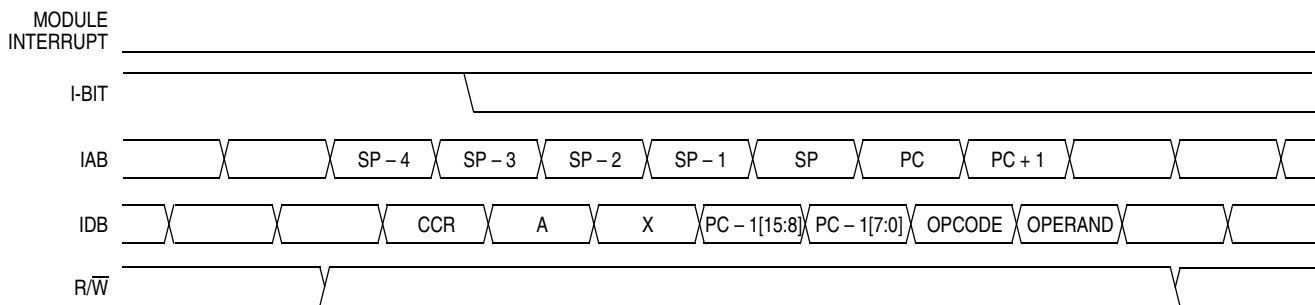 MODULE
INTERRUPT
I-BIT
IAB SP – 4 SP – 3 SP – 2 SP – 1 SP PC PC + 1
IDB CCR A X PC – 1[15:8] PC – 1[7:0] OPCODE OPERAND
R/W̅